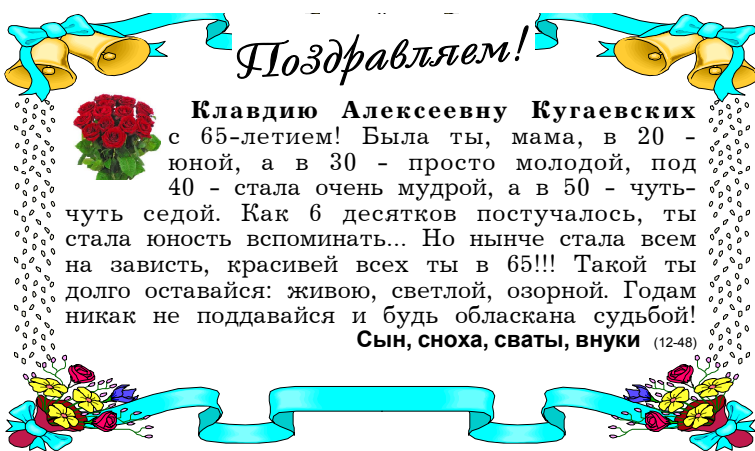 Поздравляем!
Клавдию Алексеевну Кугаевских
с 65-летием! Была ты, мама, в 20 -
юной, а в 30 - просто молодой, под
40 - стала очень мудрой, а в 50 - чуть-
чуть седой. Как 6 десятков постучалось, ты
стала юность вспоминать... Но нынче стала всем
на зависть, красивей всех ты в 65!!! Такой ты
долго оставайся: живою, светлой, озорной. Годам
никак не поддавайся и будь обласкана судьбой!
Сын, сноха, сваты, внуки (12-48)